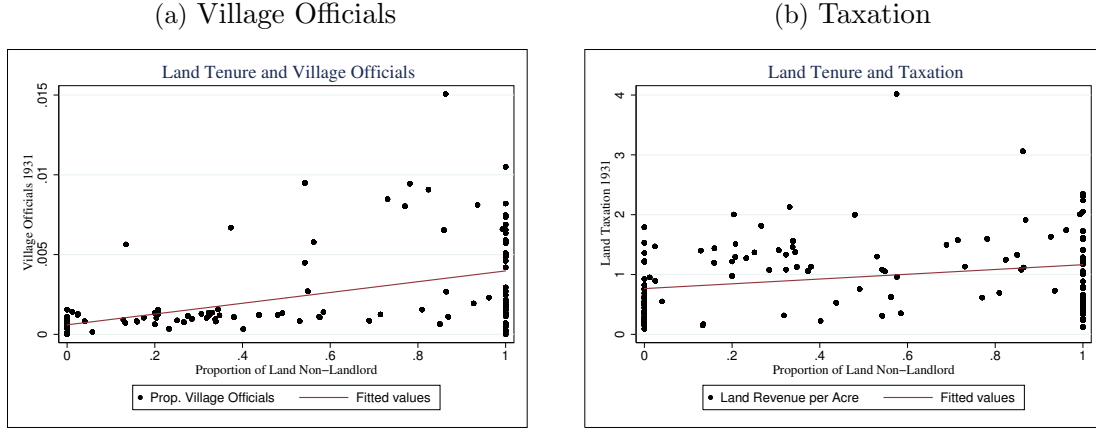 (a) Village Officials
Land Tenure and Village Officials
Village Officials 1931
.015
.01
.005
0
0 .2 .4 .6 .8 1
Proportion of Land Non−Landlord
Prop. Village Officials Fitted values
(b) Taxation
Land Tenure and Taxation
Land Taxation 1931
4
3
2
1
0
0 .2 .4 .6 .8 1
Proportion of Land Non−Landlord
Land Revenue per Acre Fitted values